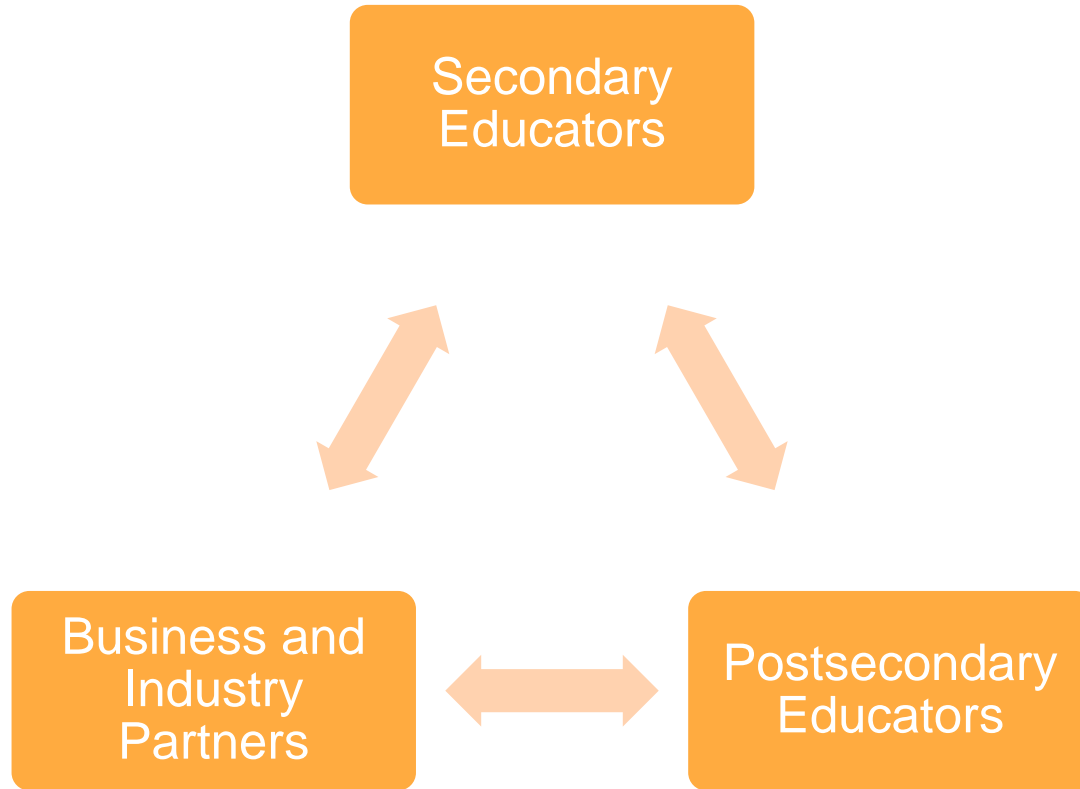 Secondary
Educators
Business and
Industry
Partners
Postsecondary
Educators